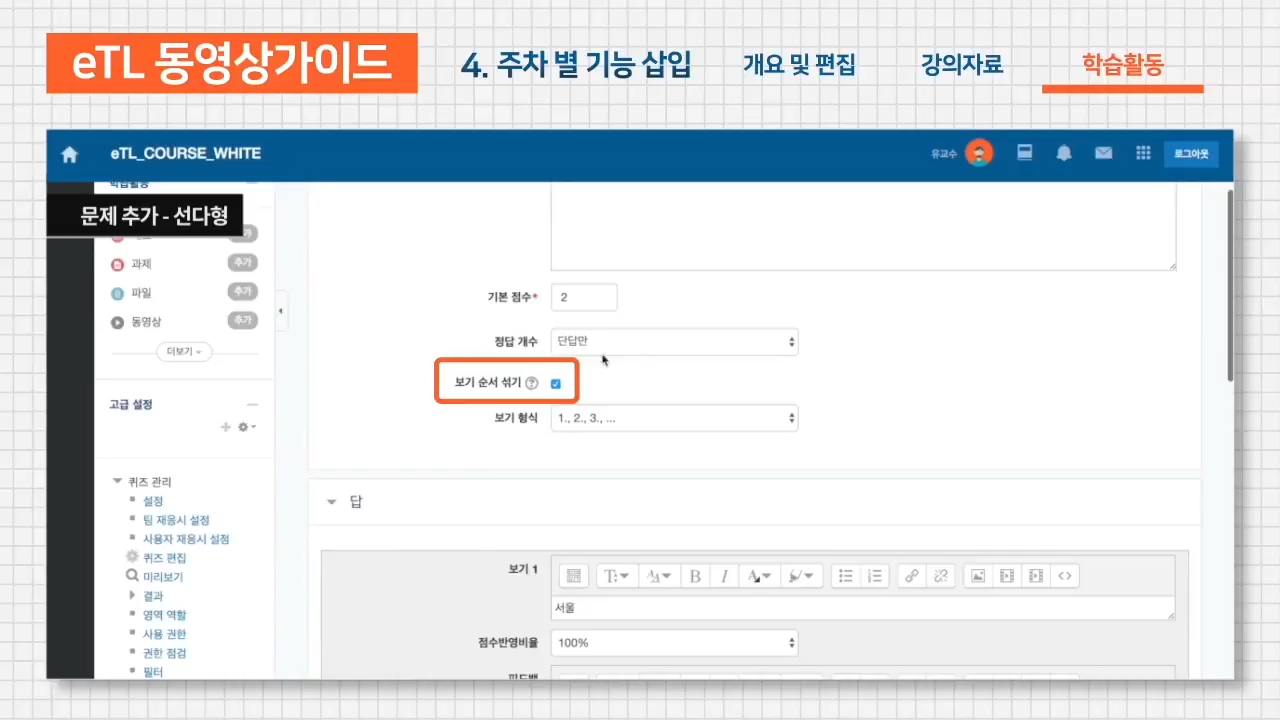 eTL 동영상가이드
4. 주차 별 기능 삽입
개요 및 편집
강의자료
학습활동
eTL_COURSE_WHITE
유교수
로그아웃
학습활동
문제 추가 - 선다형
과제
추가
파일
추가
동영상
추가
더보기
고급 설정
퀴즈 관리
설정
팀 재응시 설정
사용자 재응시 설정
퀴즈 편집
미리보기
결과
영역 역할
사용 권한
권한 점검
필터
기본 점수*
2
정답 개수
단답만
보기 순서 섞기
보기 형식
1., 2., 3., ...
답
보기 1
서울
점수반영비율
100%
피드백